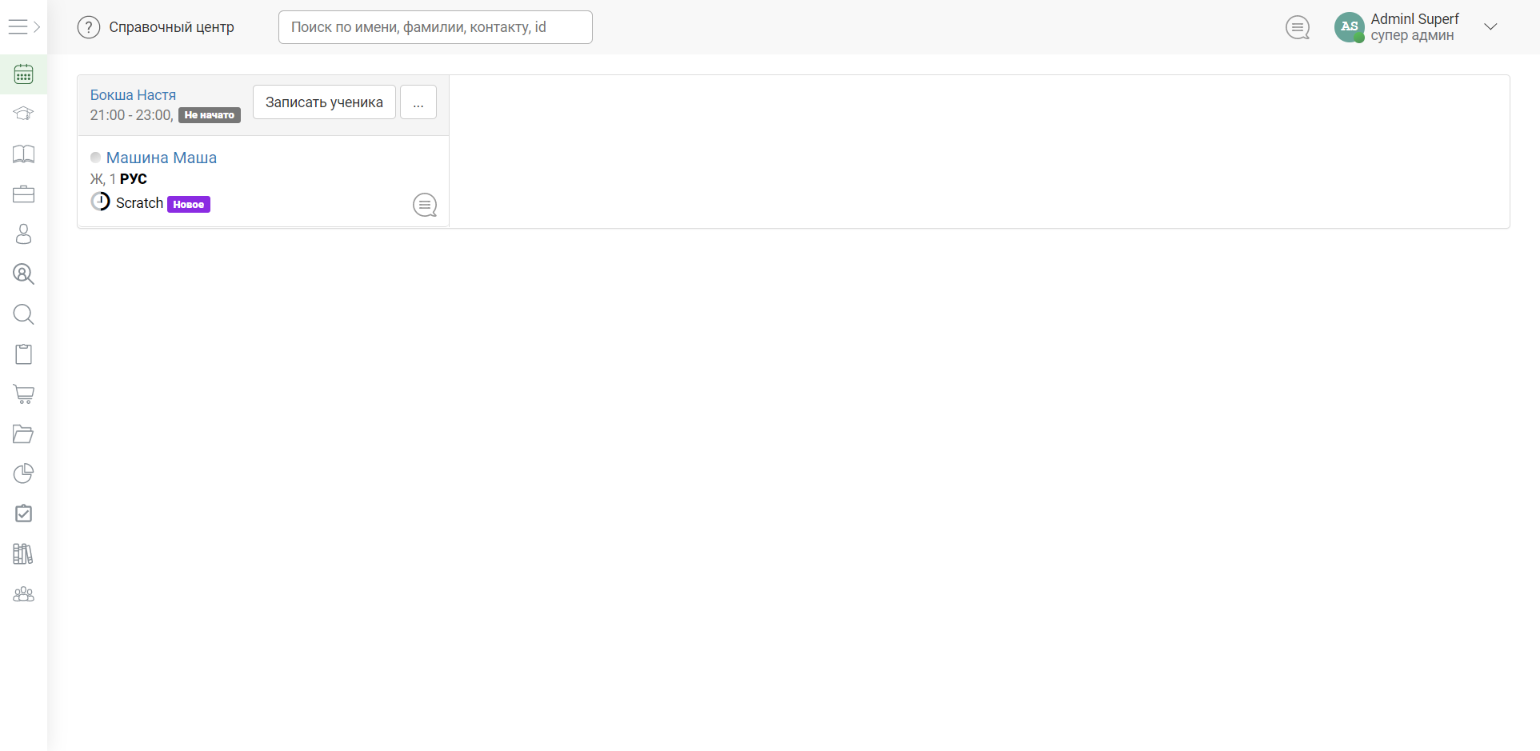 ? Справочный центр
Поиск по имени, фамилии, контакту, id
AS
Adminl Superf
супер админ
Бокша Настя
21:00 - 23:00, Не начато
Записать ученика
...
Машина Маша
Ж, 1 РУС
Scratch Новое